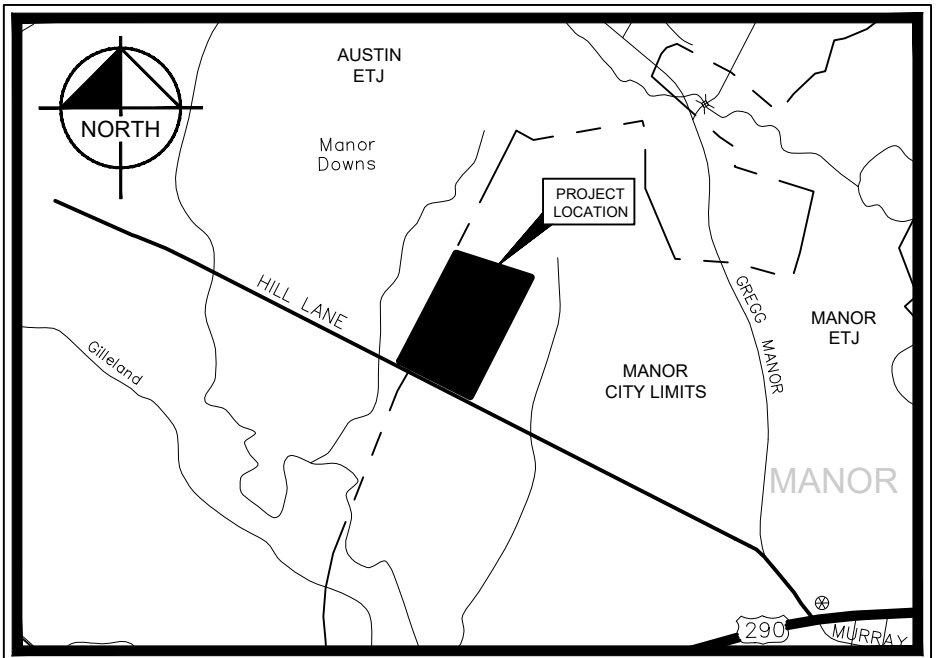 AUSTIN
ETJ
NORTH
Manor
Downs
PROJECT
LOCATION
HILL LANE
GREGG MANOR
MANOR
ETJ
Gilleland
MANOR
CITY LIMITS
MANOR
290
MURRAY